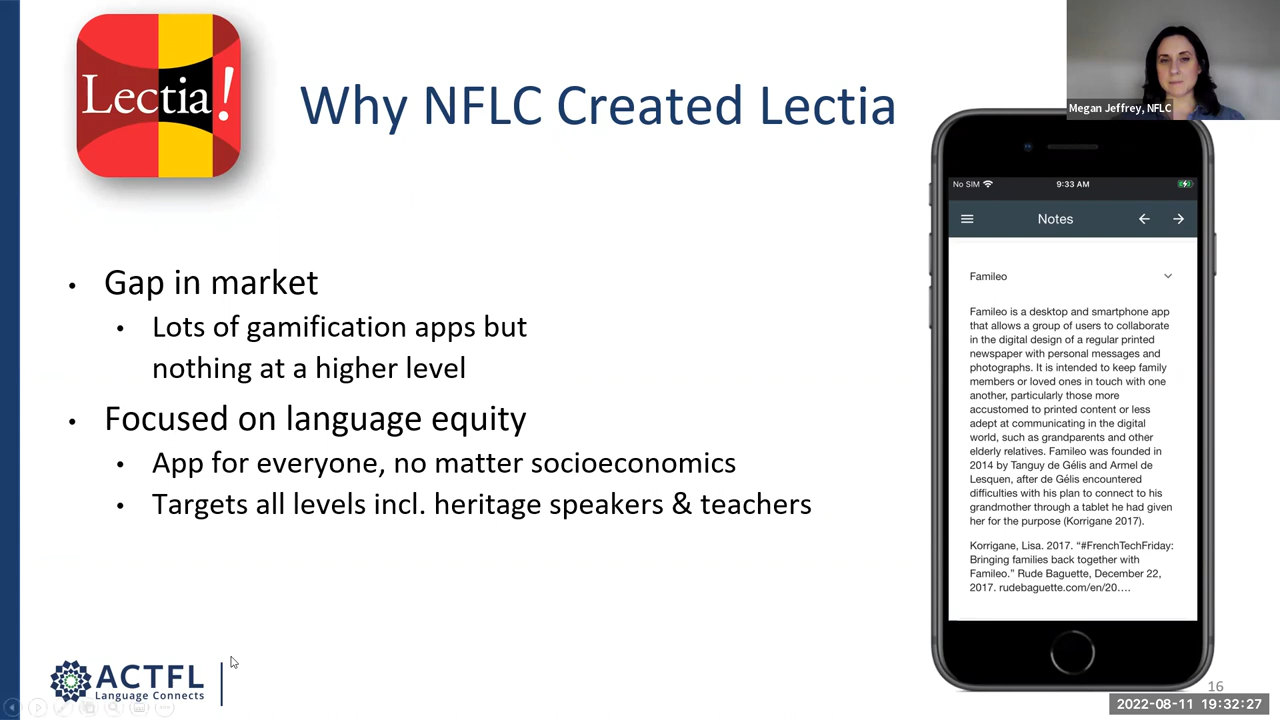 Lectia!
Why NFLC Created Lectia
Megan Jeffrey, NFLC
• Gap in market
• Lots of gamification apps but
nothing at a higher level
• Focused on language equity
• App for everyone, no matter socioeconomics
• Targets all levels incl. heritage speakers & teachers
No SIM 9:33 AM
Notes
Famileo
Famileo is a desktop and smartphone app
that allows a group of users to collaborate
in the digital design of a regular printed
newspaper with personal messages and
photographs. It is intended to keep family
members or loved ones in touch with one
another, particularly those more
accustomed to printed content or less
adept at communicating in the digital
world, such as grandparents and other
elderly relatives. Famileo was founded in
2014 by Tanguy de Gélis and Armel de
Lesquen, after de Gélis encountered
difficulties with his plan to connect to his
grandmother through a tablet he had given
her for the purpose (Korrigane 2017).
Korrigane, Lisa. 2017. “#FrenchTechFriday:
Bringing families back together with
Famileo.” Rude Baguette, December 22,
2017. rudebaguette.com/en/20….
ACTFL
Language Connects
16
2022-08-11 19:32:27